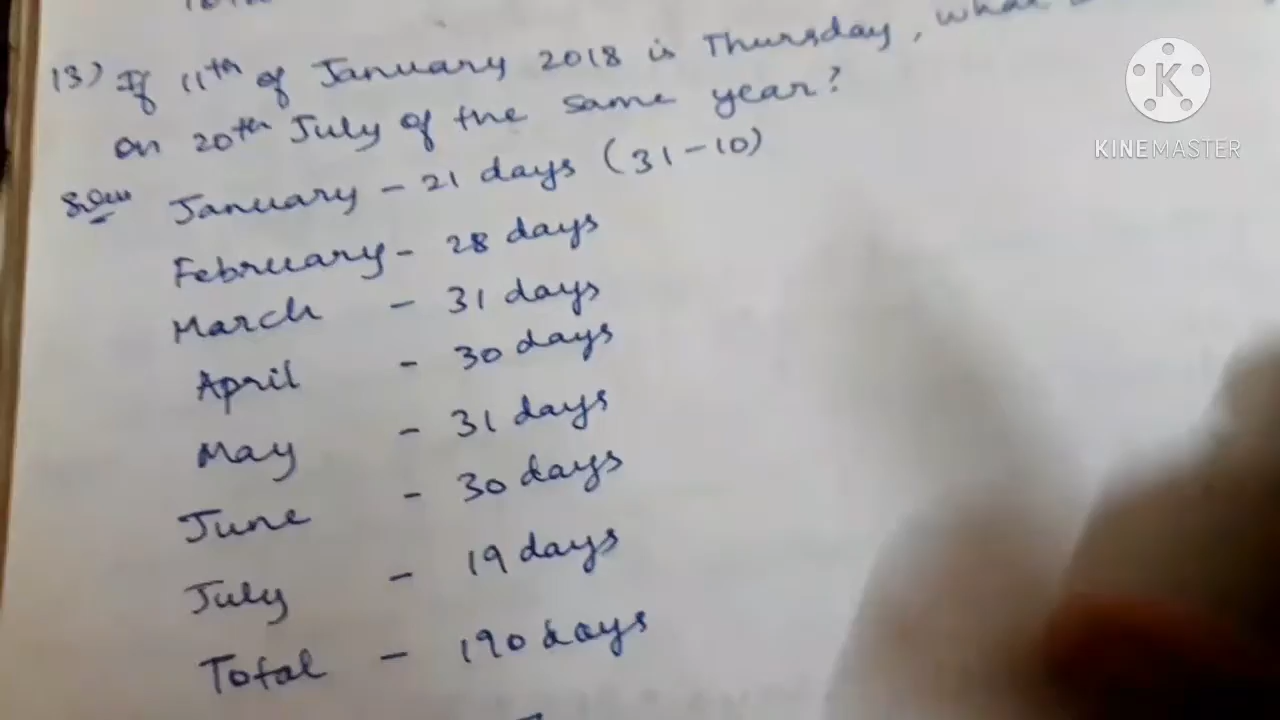 13) If 11th of January 2018 is Thursday, what
on 20th July of the same year?
Soln January - 21 days (31-10)
February - 28 days
March - 31 days
April - 30 days
May - 31 days
June - 30 days
July - 19 days
Total - 190 days
K
KINEMASTER